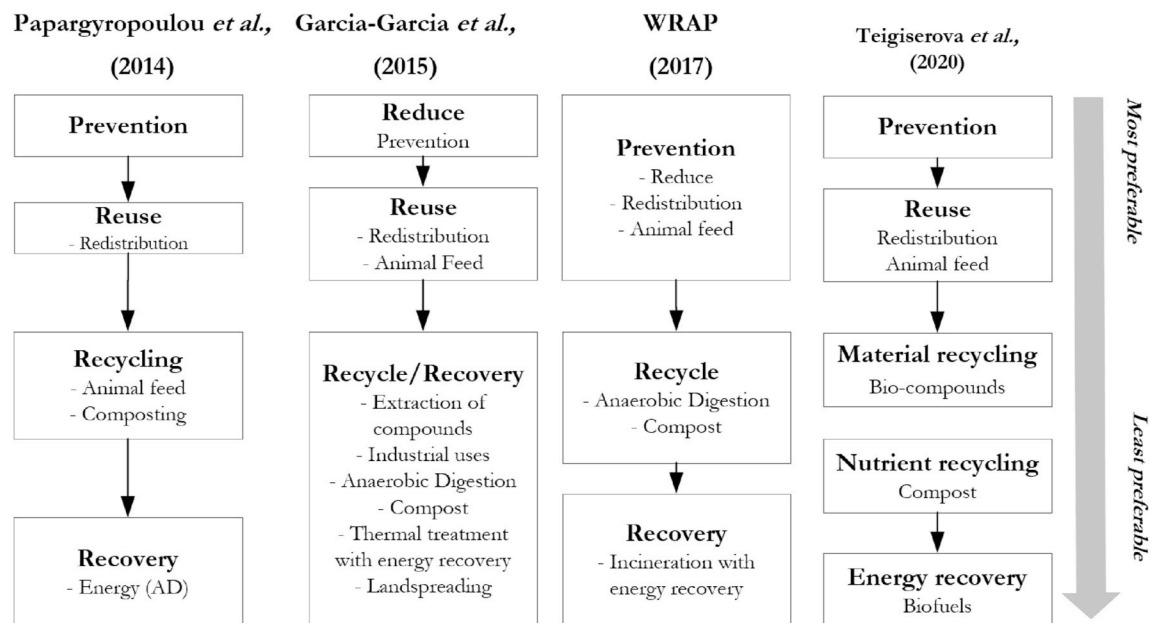 Papargyropoulou et al.,
(2014)
Prevention
Reuse
- Redistribution
Recycling
- Animal feed
- Composting
Recovery
- Energy (AD)
Garcia-Garcia et al.,
(2015)
Reduce
Prevention
Reuse
- Redistribution
- Animal Feed
Recycle/Recovery
- Extraction of
compounds
- Industrial uses
- Anaerobic Digestion
- Compost
- Thermal treatment
with energy recovery
- Landspreading
WRAP
(2017)
Prevention
- Reduce
- Redistribution
- Animal feed
Recycle
- Anaerobic Digestion
- Compost
Recovery
- Incineration with
energy recovery
Teigiserova et al.,
(2020)
Prevention
Reuse
Redistribution
Animal feed
Material recycling
Bio-compounds
Nutrient recycling
Compost
Energy recovery
Biofuels
Most preferable
Least preferable